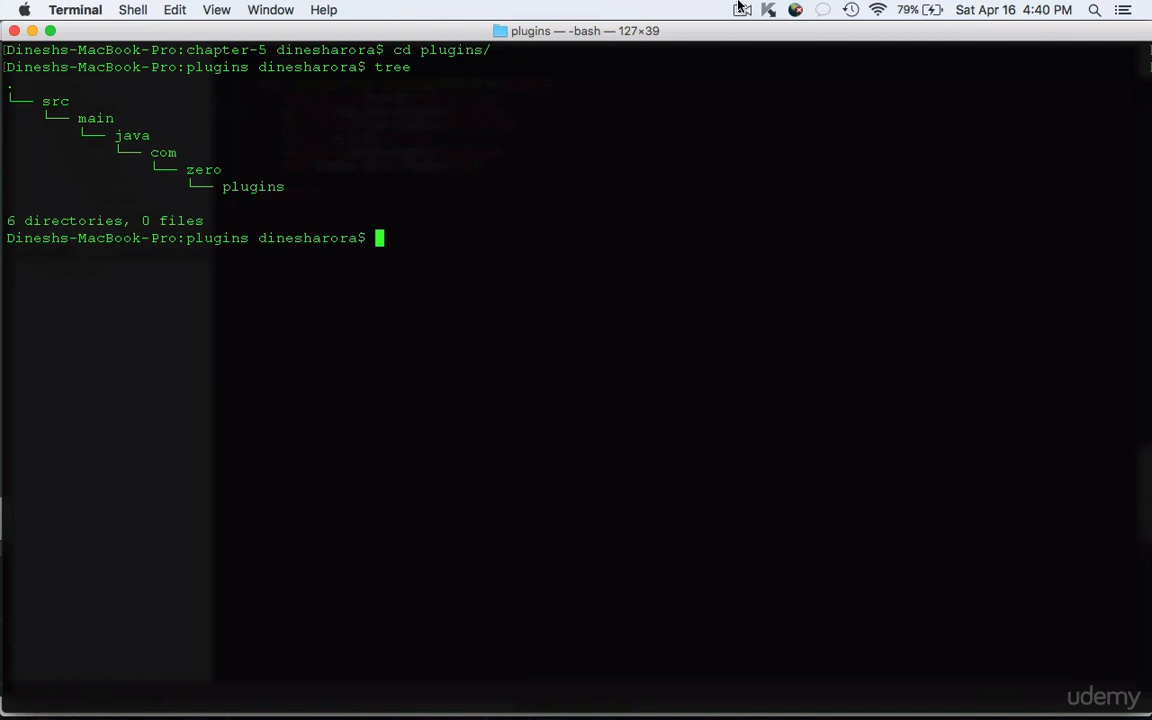 Terminal Shell Edit View Window Help 79% Sat Apr 16 4:40 PM
plugins — -bash — 127×39
[Dineshs-MacBook-Pro:chapter-5 dinesharora$ cd plugins/
[Dineshs-MacBook-Pro:plugins dinesharora$ tree
.
└── src
└── main
└── java
└── com
└── zero
└── plugins
6 directories, 0 files
Dineshs-MacBook-Pro:plugins dinesharora$
udemy